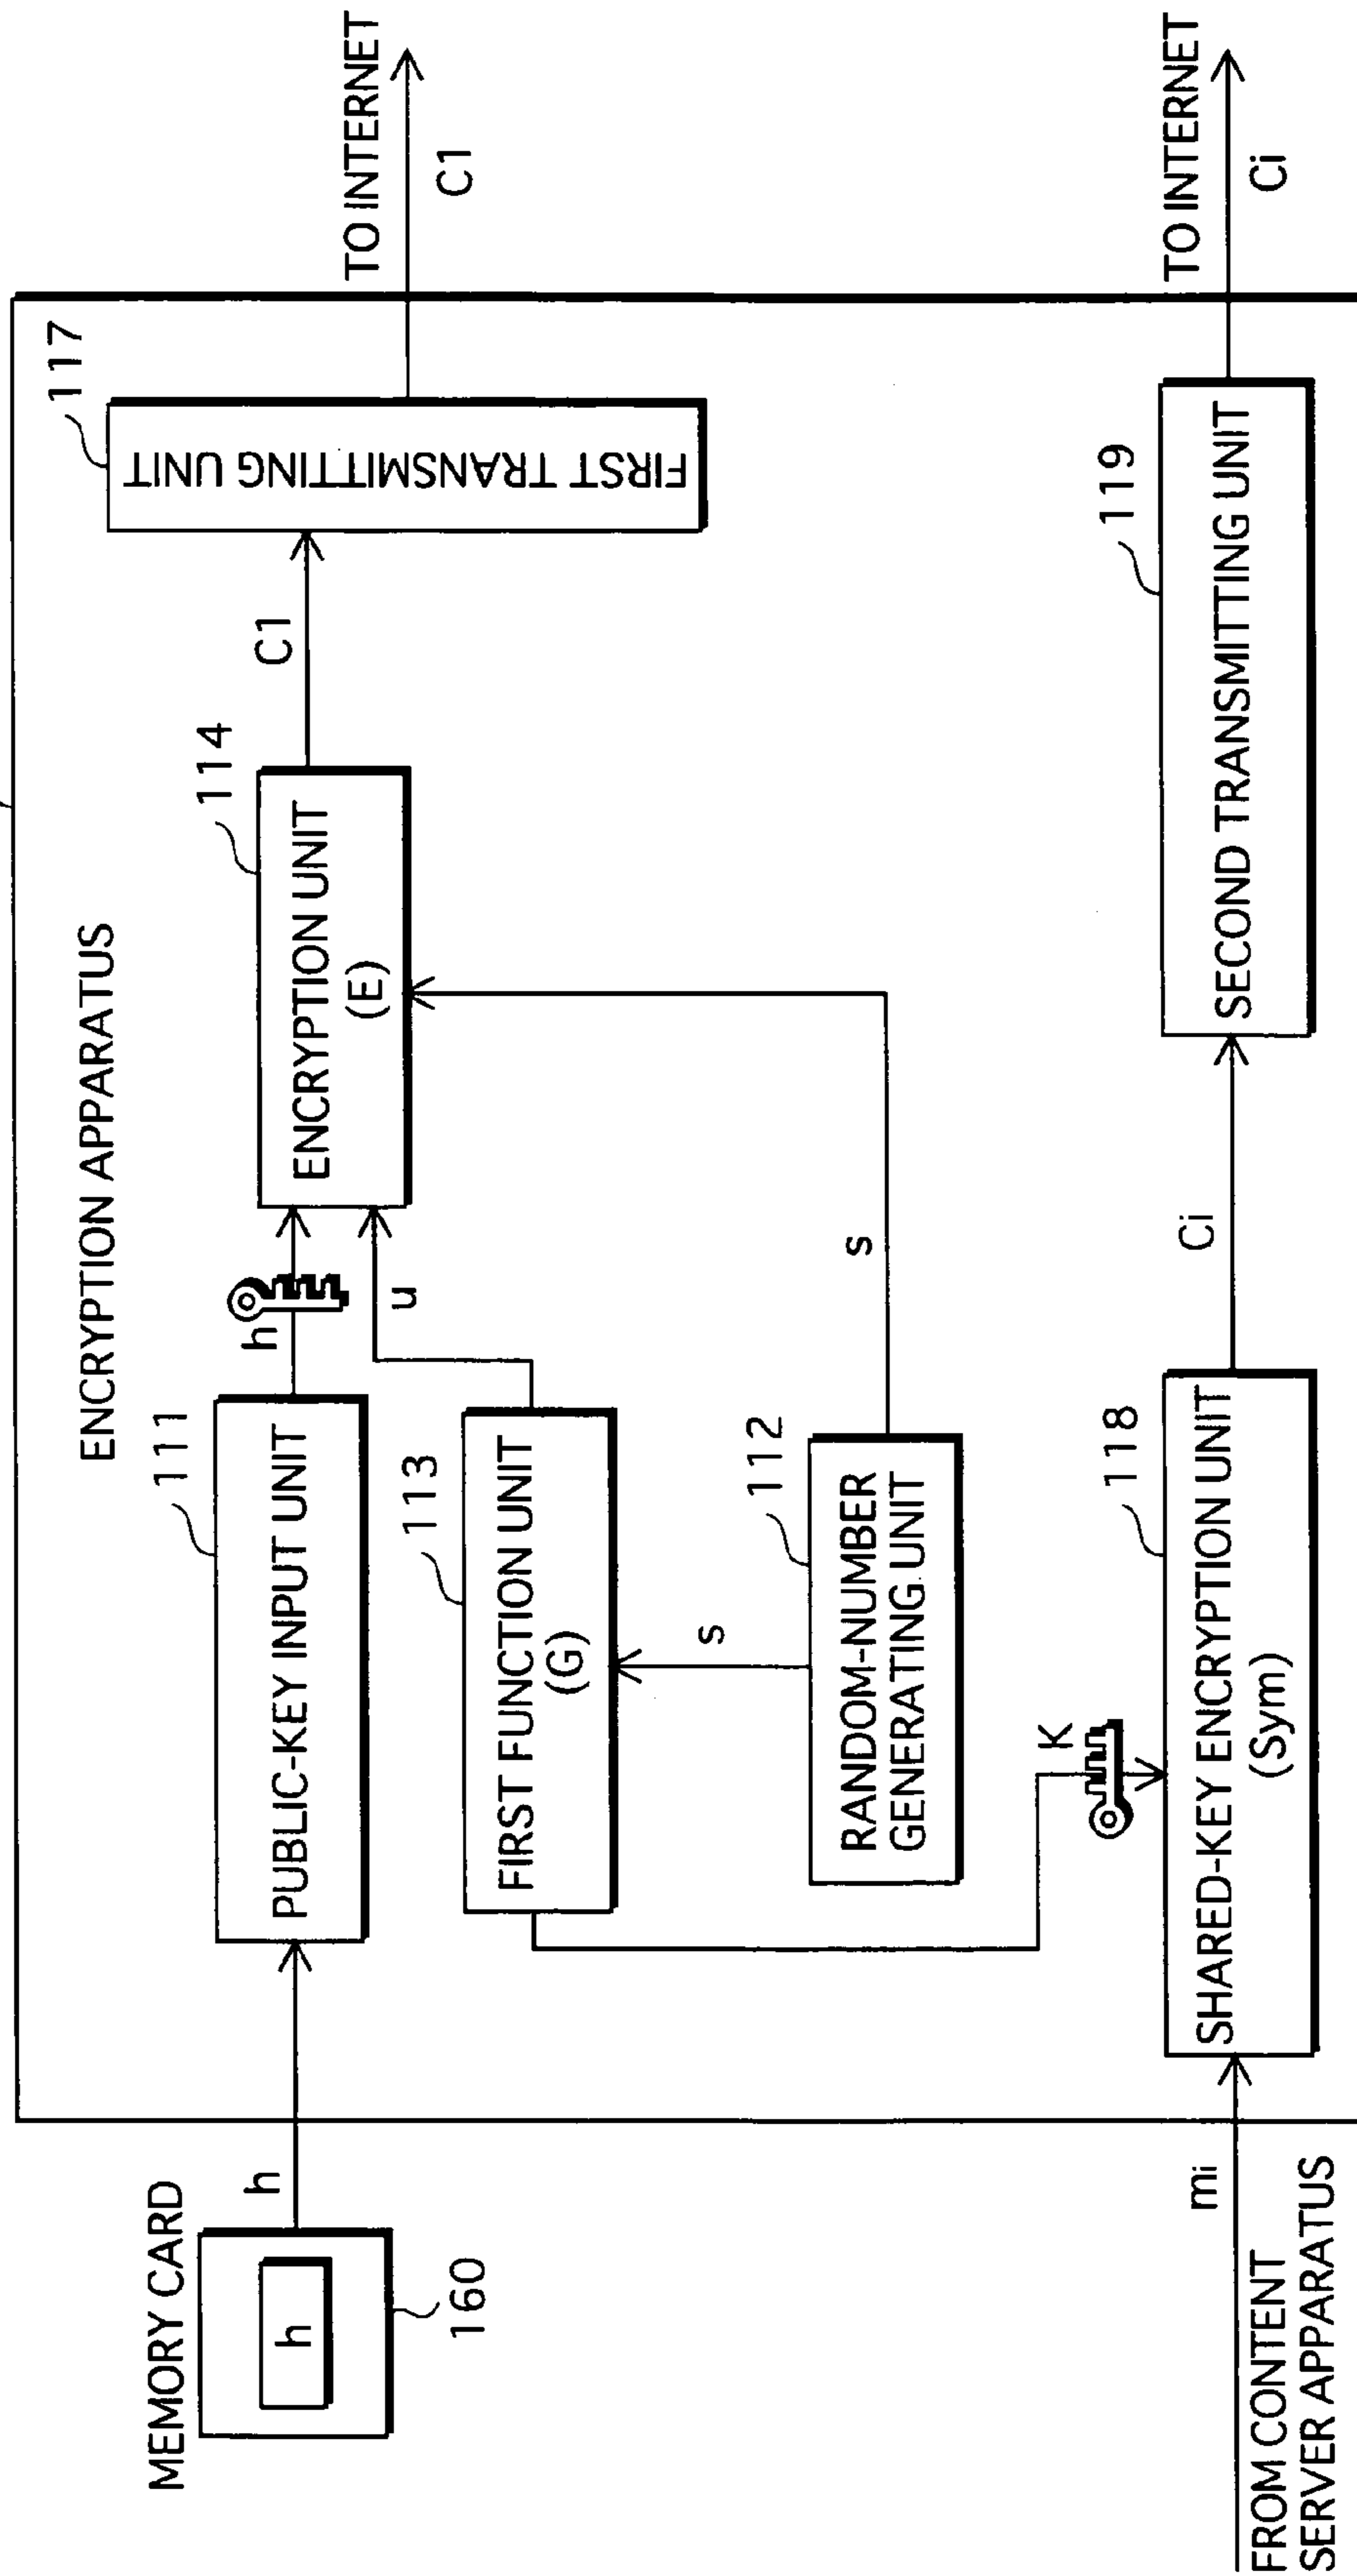 ENCRYPTION APPARATUS
MEMORY CARD
h
160
h
111
PUBLIC-KEY INPUT UNIT
h
114
ENCRYPTION UNIT
(E)
C1
117
FIRST TRANSMITTING UNIT
TO INTERNET
C1
u
113
FIRST FUNCTION UNIT
(G)
s
s
112
RANDOM-NUMBER
GENERATING UNIT
K
FROM CONTENT
SERVER APPARATUS
mi
118
SHARED-KEY ENCRYPTION UNIT
(Sym)
Ci
119
SECOND TRANSMITTING UNIT
TO INTERNET
Ci